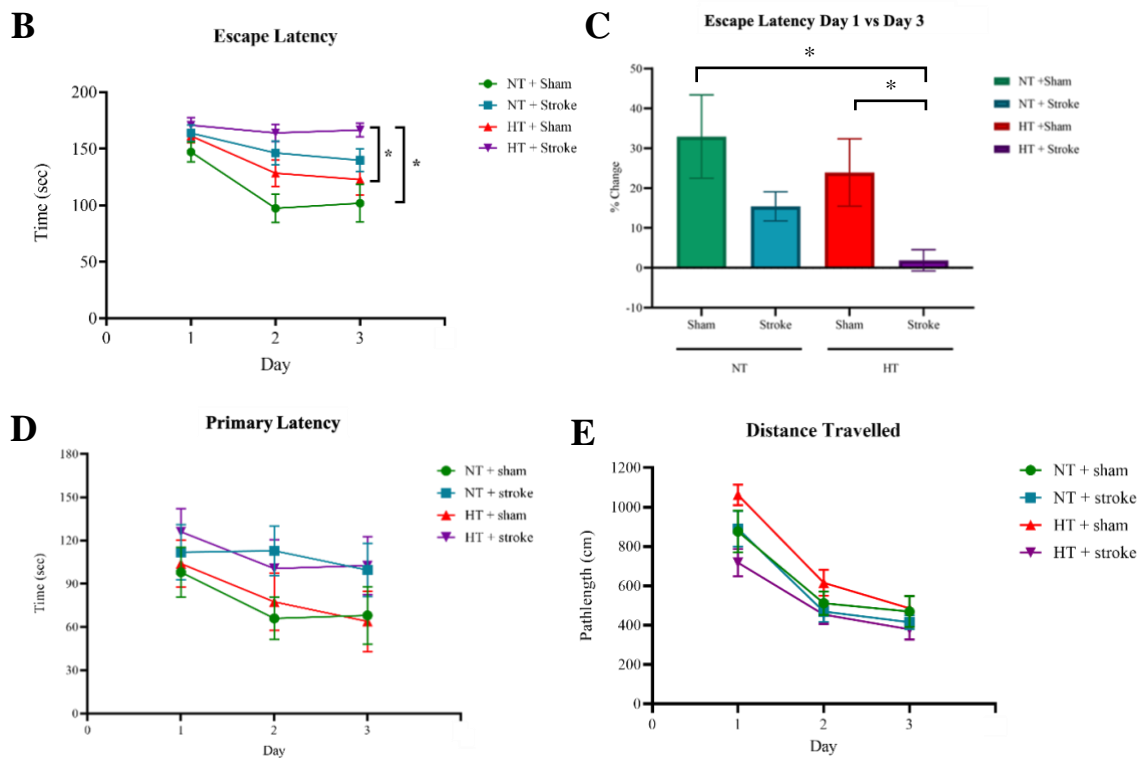 B
Escape Latency
NT + Sham
NT + Stroke
HT + Sham
HT + Stroke
200
150
100
50
0
Time (sec)
*
*
0
1
2
3
Day
C
Escape Latency Day 1 vs Day 3
*
*
50
40
30
20
10
0
-10
% Change
NT +Sham
NT + Stroke
HT +Sham
HT + Stroke
Sham
Stroke
Sham
Stroke
NT
HT
D
Primary Latency
180
150
120
90
60
30
0
Time (sec)
NT + sham
NT + stroke
HT + sham
HT + stroke
0
1
2
3
Day
E
Distance Travelled
1200
1000
800
600
400
200
0
Pathlength (cm)
NT + sham
NT + stroke
HT + sham
HT + stroke
0
1
2
3
Day